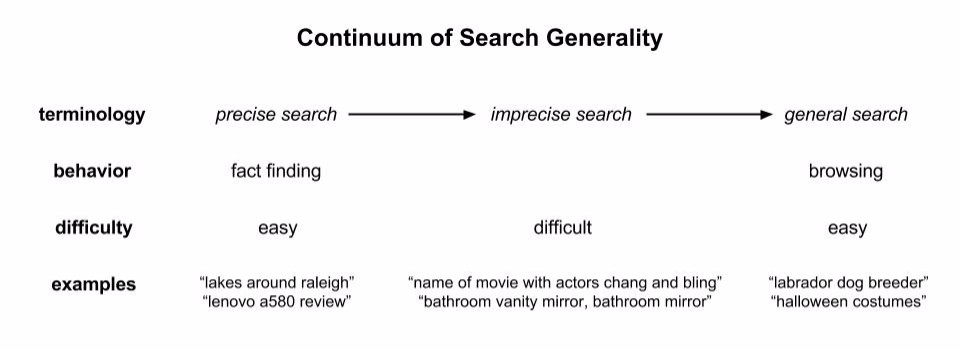 Continuum of Search Generality
terminology precise search imprecise search general search
behavior fact finding browsing
difficulty easy difficult easy
examples “lakes around raleigh” “name of movie with actors chang and bling” “labrador dog breeder”
“lenovo a580 review” “bathroom vanity mirror, bathroom mirror” “halloween costumes”